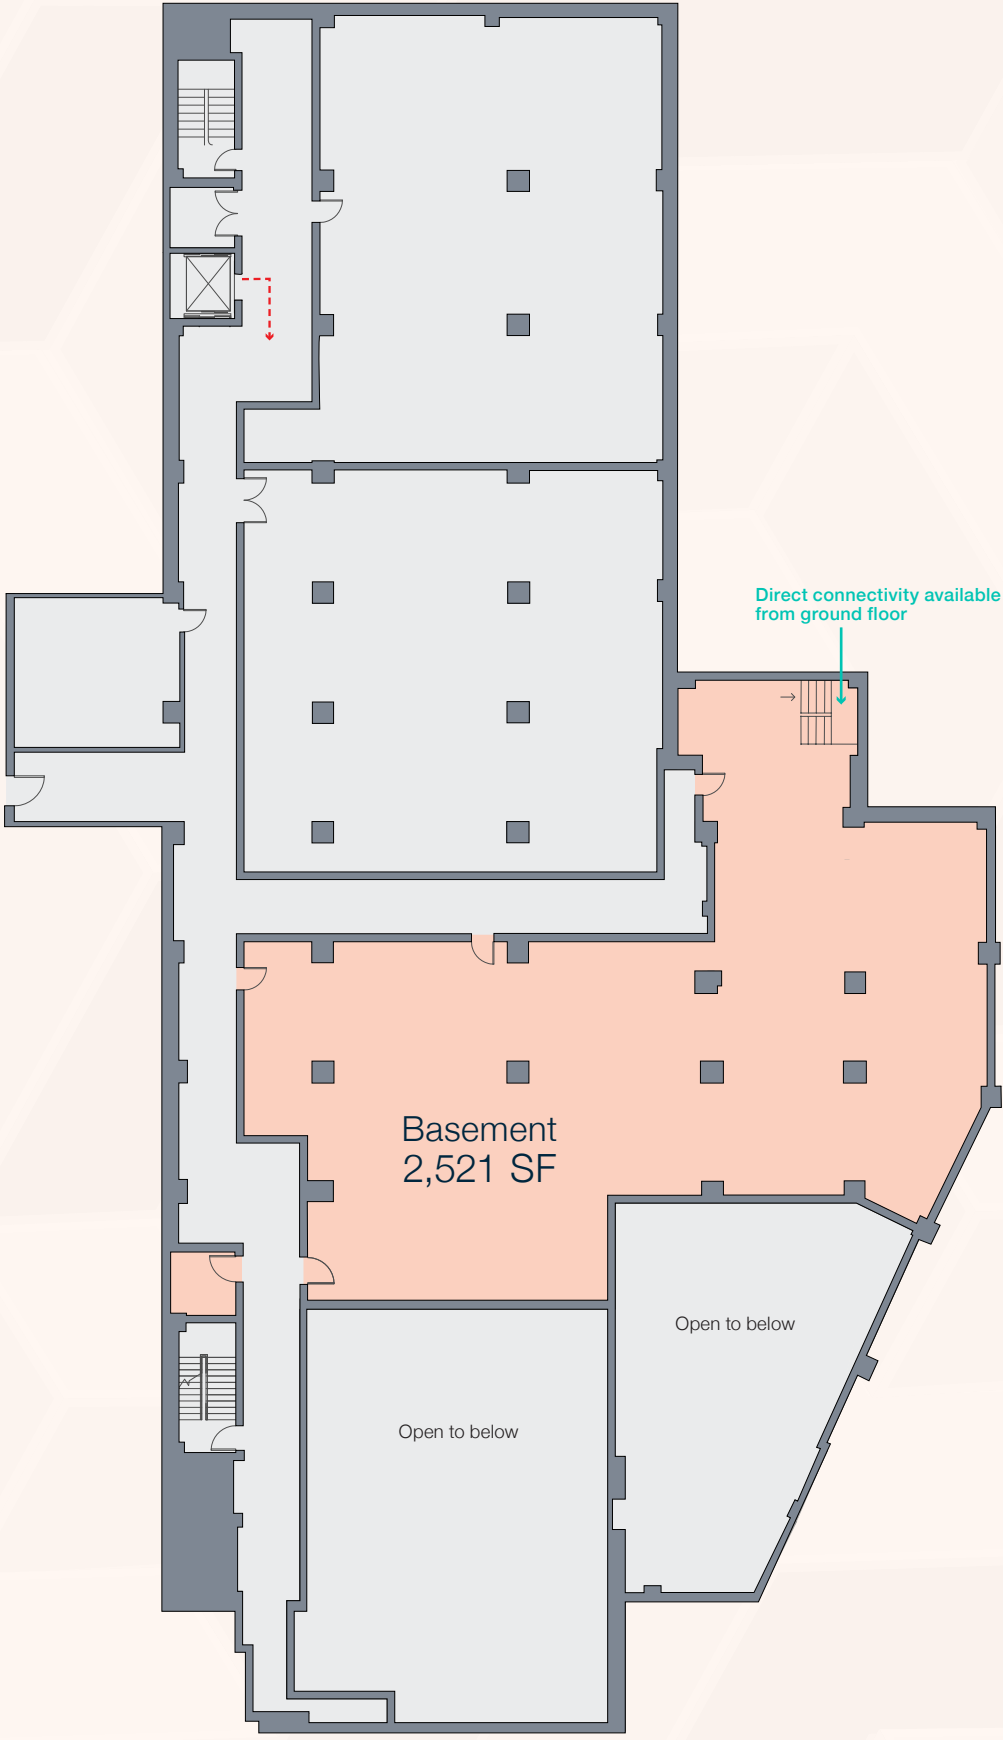 Direct connectivity available
from ground floor
Basement
2,521 SF
Open to below
Open to below